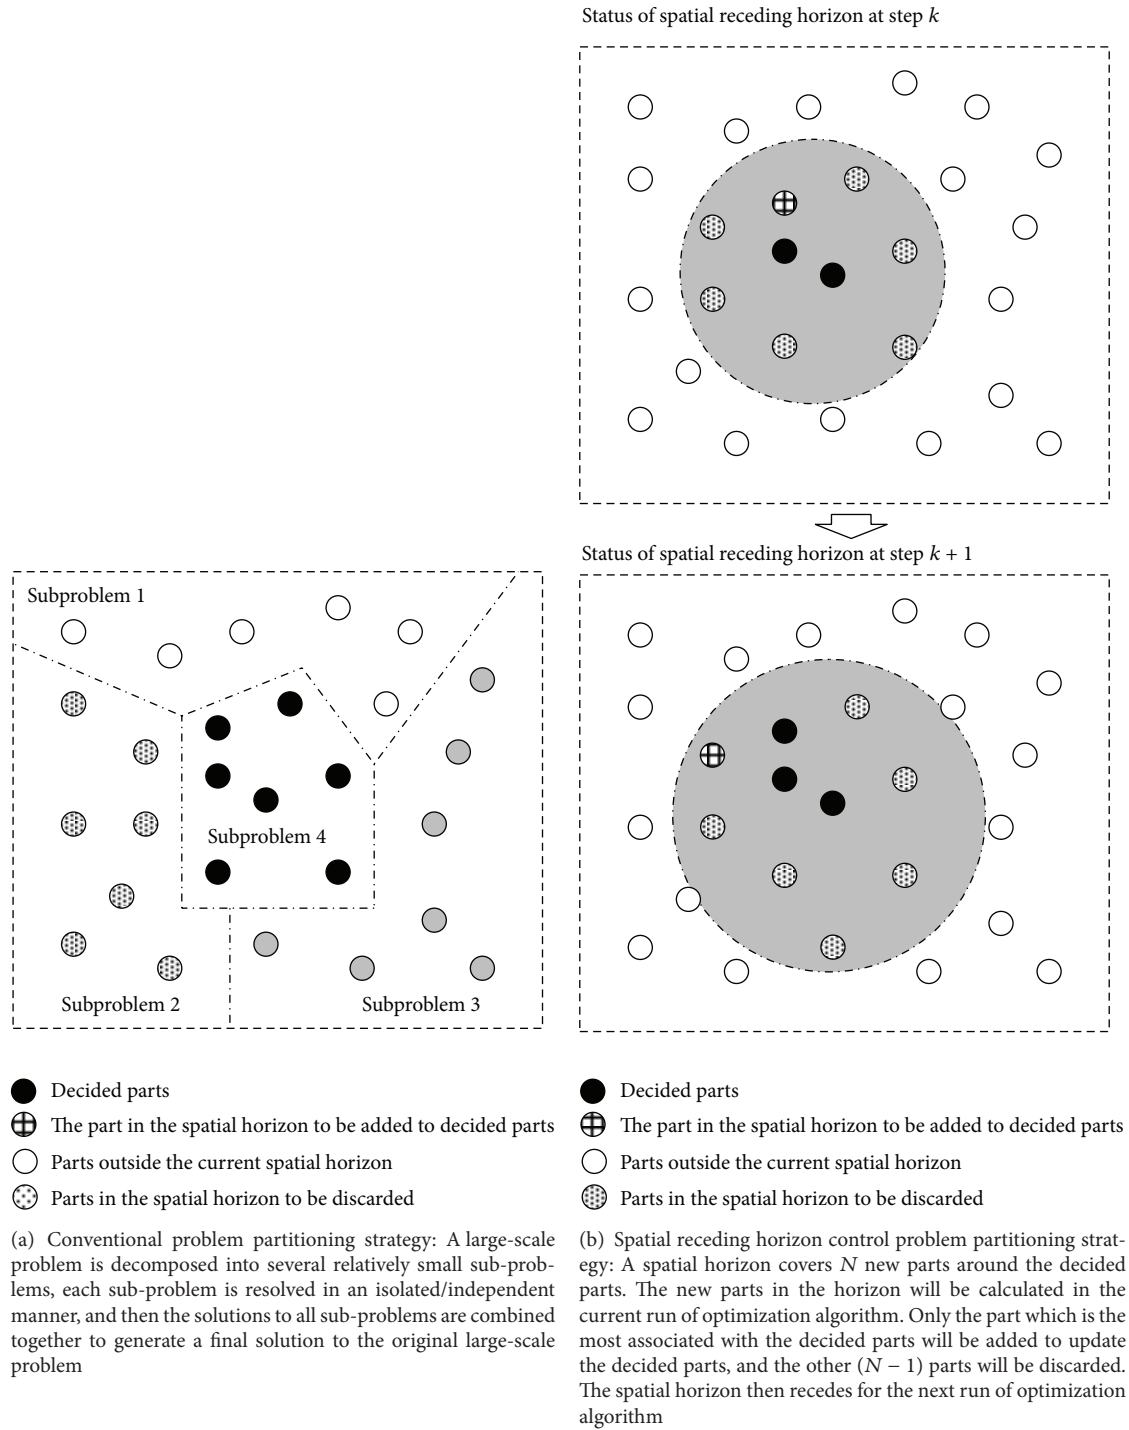 Status of spatial receding horizon at step k
Status of spatial receding horizon at step k + 1
Subproblem 1
Subproblem 4
Subproblem 2
Subproblem 3
Decided parts
The part in the spatial horizon to be added to decided parts
Parts outside the current spatial horizon
Parts in the spatial horizon to be discarded
(a) Conventional problem partitioning strategy: A large-scale
problem is decomposed into several relatively small sub-prob-
lems, each sub-problem is resolved in an isolated/independent
manner, and then the solutions to all sub-problems are combined
together to generate a final solution to the original large-scale
problem
Decided parts
The part in the spatial horizon to be added to decided parts
Parts outside the current spatial horizon
Parts in the spatial horizon to be discarded
(b) Spatial receding horizon control problem partitioning strat-
egy: A spatial horizon covers N new parts around the decided
parts. The new parts in the horizon will be calculated in the
current run of optimization algorithm. Only the part which is the
most associated with the decided parts will be added to update
the decided parts, and the other (N − 1) parts will be discarded.
The spatial horizon then recedes for the next run of optimization
algorithm